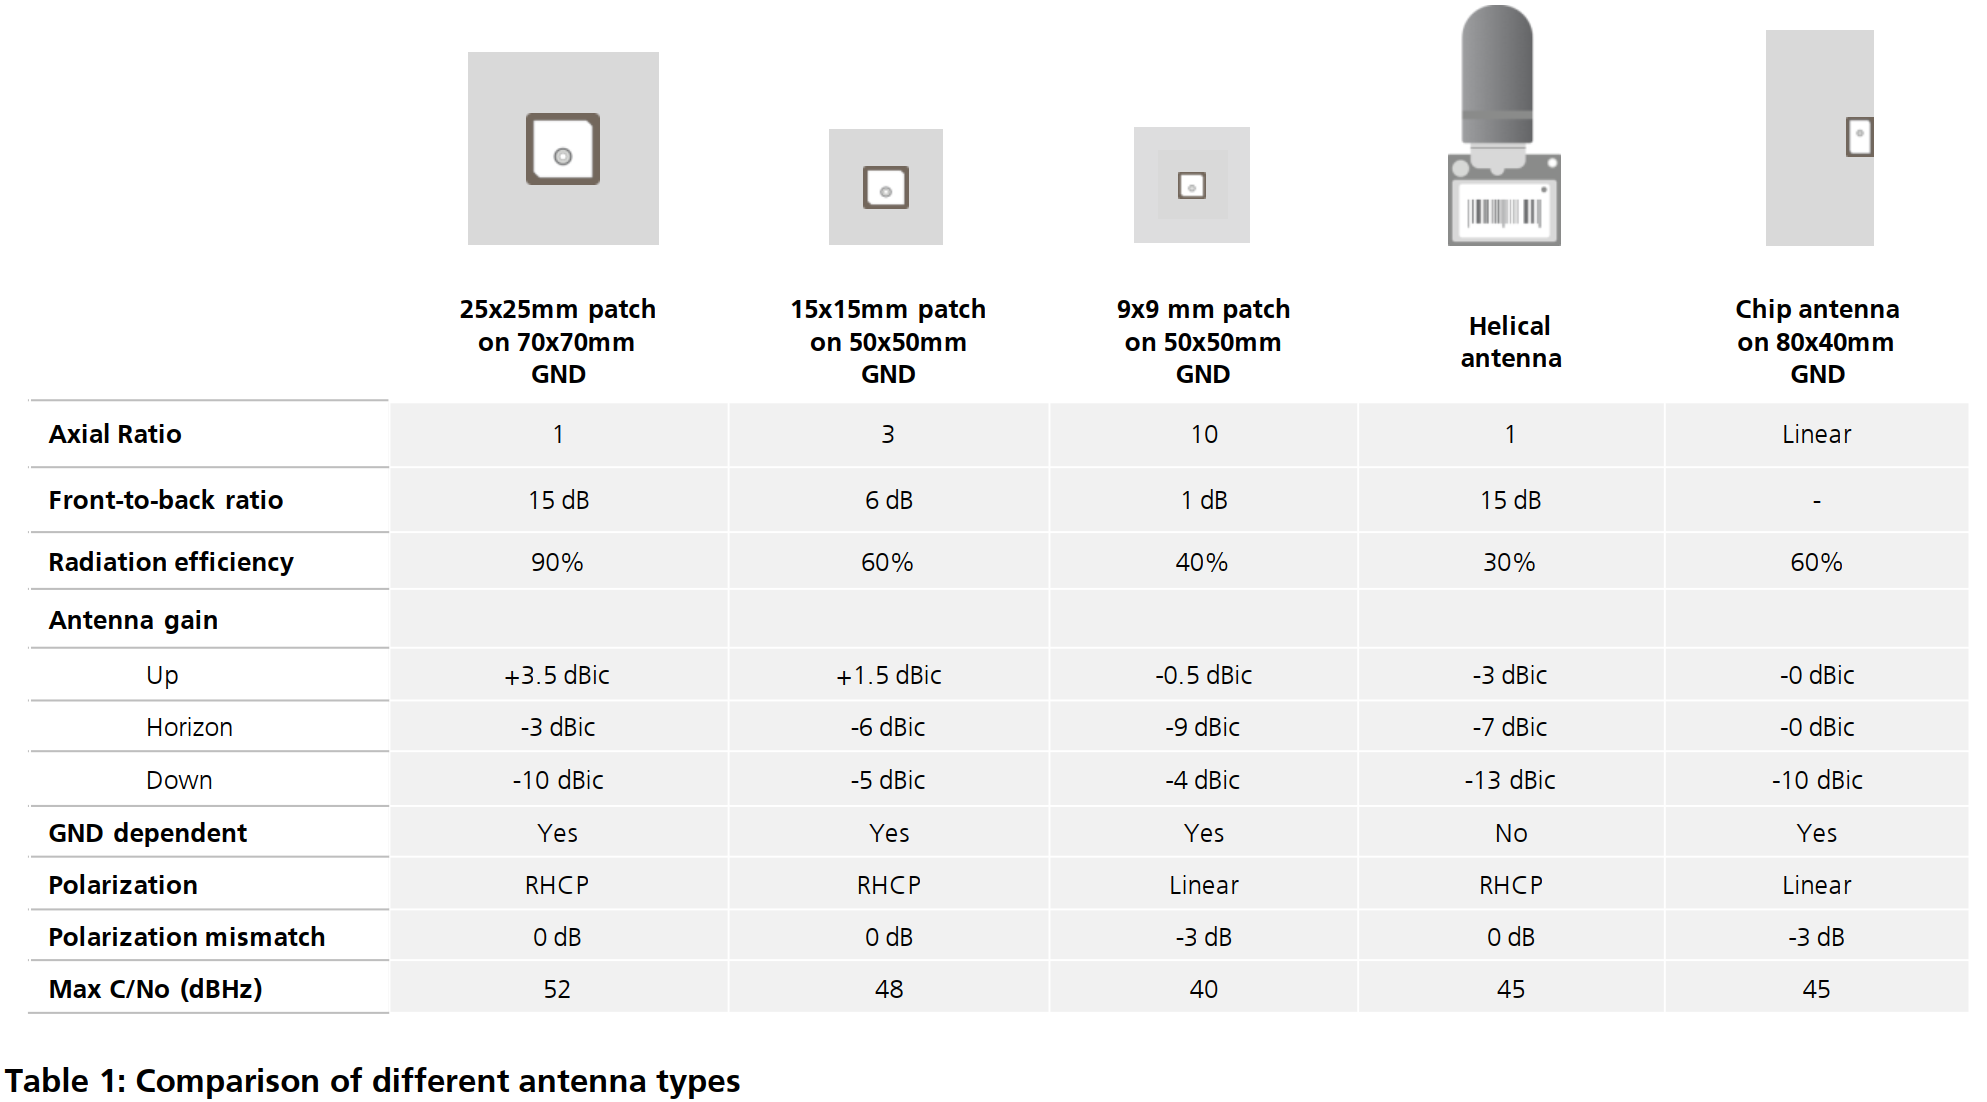 25x25mm patch
on 70x70mm
GND
15x15mm patch
on 50x50mm
GND
9x9 mm patch
on 50x50mm
GND
Helical
antenna
Chip antenna
on 80x40mm
GND
Axial Ratio 1 3 10 1 Linear
Front-to-back ratio 15 dB 6 dB 1 dB 15 dB -
Radiation efficiency 90% 60% 40% 30% 60%
Antenna gain
Up +3.5 dBic +1.5 dBic -0.5 dBic -3 dBic -0 dBic
Horizon -3 dBic -6 dBic -9 dBic -7 dBic -0 dBic
Down -10 dBic -5 dBic -4 dBic -13 dBic -10 dBic
GND dependent Yes Yes Yes No Yes
Polarization RHCP RHCP Linear RHCP Linear
Polarization mismatch 0 dB 0 dB -3 dB 0 dB -3 dB
Max C/No (dBHz) 52 48 40 45 45
Table 1: Comparison of different antenna types